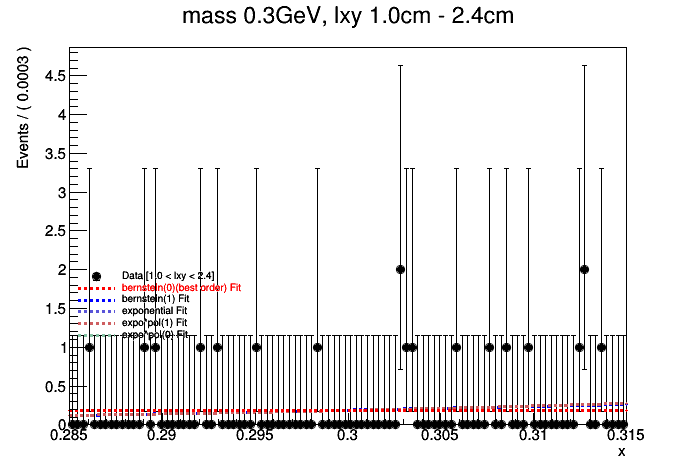 mass 0.3GeV, lxy 1.0cm - 2.4cm
Events / ( 0.0003 )
4.5
4
3.5
3
2.5
2
1.5
1
0.5
0
Data [1.0 < lxy < 2.4]
bernstein(0)(best order) Fit
bernstein(1) Fit
exponential Fit
expo*pol(1) Fit
expo*pol(0) Fit
0.285 0.29 0.295 0.3 0.305 0.31 0.315
x